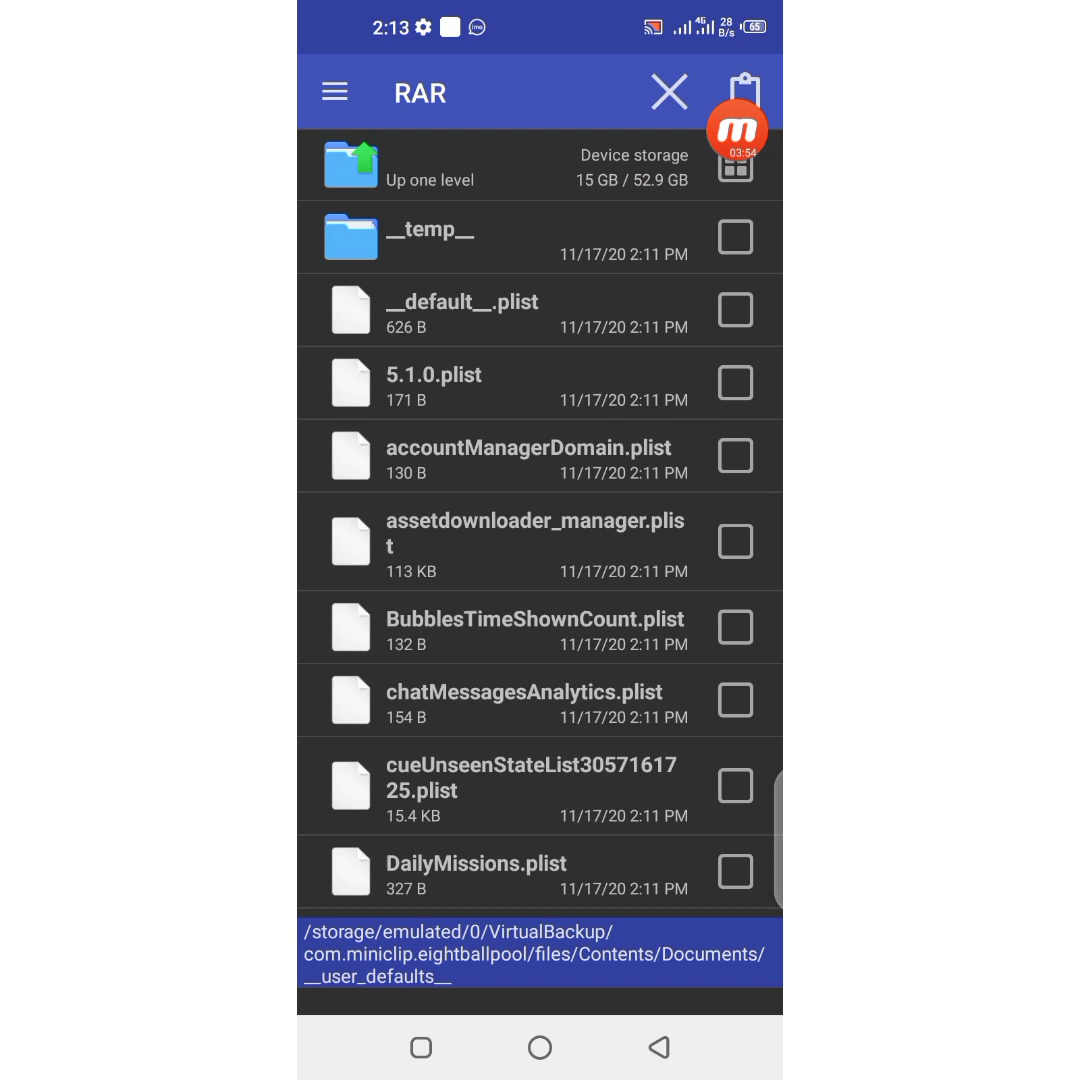 2:13 imo 4G 28 B/s 65
RAR
m
03:54
Device storage
Up one level 15 GB / 52.9 GB
__temp__
11/17/20 2:11 PM
__default__.plist
626 B 11/17/20 2:11 PM
5.1.0.plist
171 B 11/17/20 2:11 PM
accountManagerDomain.plist
130 B 11/17/20 2:11 PM
assetdownloader_manager.plis
t
113 KB 11/17/20 2:11 PM
BubblesTimeShownCount.plist
132 B 11/17/20 2:11 PM
chatMessagesAnalytics.plist
154 B 11/17/20 2:11 PM
cueUnseenStateList30571617
25.plist
15.4 KB 11/17/20 2:11 PM
DailyMissions.plist
327 B 11/17/20 2:11 PM
/storage/emulated/0/VirtualBackup/
com.miniclip.eightballpool/files/Contents/Documents/
__user_defaults__